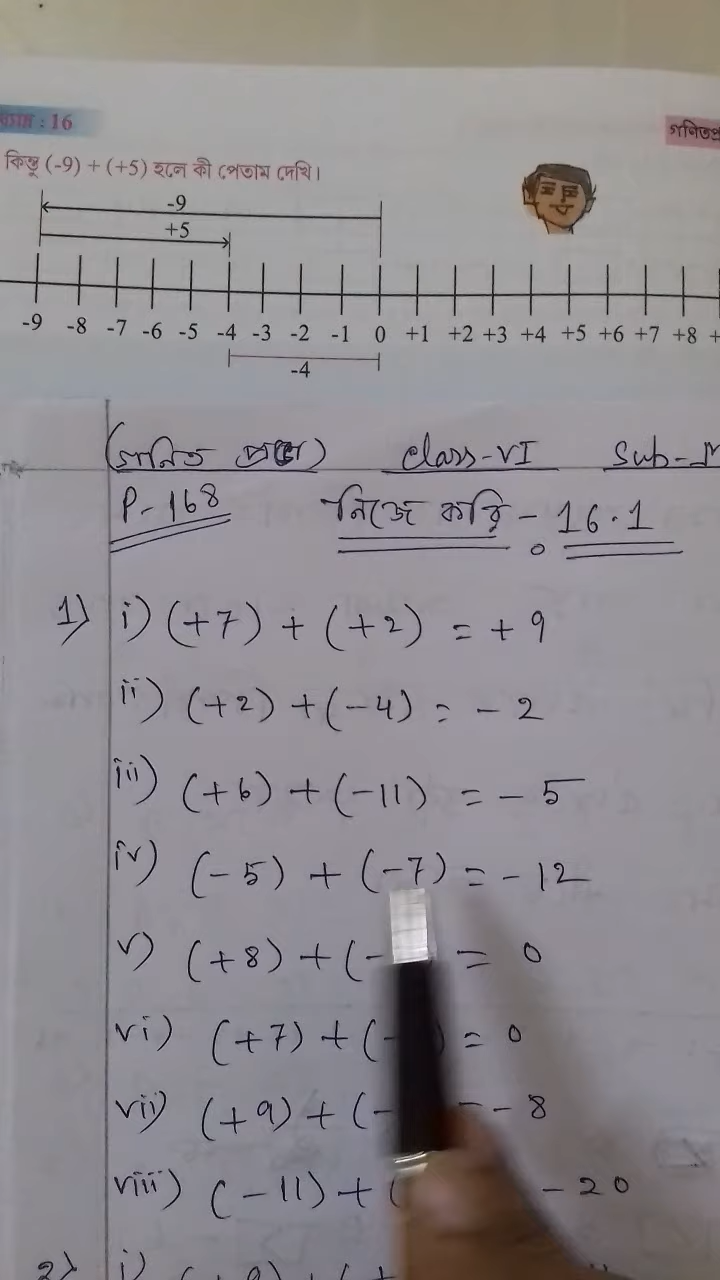 : 16
কিন্তু (-9) + (+5) হলে কী পেতাম দেখি।
-9
+5
-9 -8 -7 -6 -5 -4 -3 -2 -1 0 +1 +2 +3 +4 +5 +6 +7 +8 +
-4
Class-VI Sub-
P-168 নিজে করি - 16.1
1) i) (+7) + (+2) = +9
ii) (+2) + (-4) = -2
iii) (+6) + (-11) = -5
iv) (-5) + (-7) = -12
v) (+8) + (- ) = 0
vi) (+7) + (- ) = 0
vii) (+9) + (- = -8
viii) (-11) + ( -20
2) i)